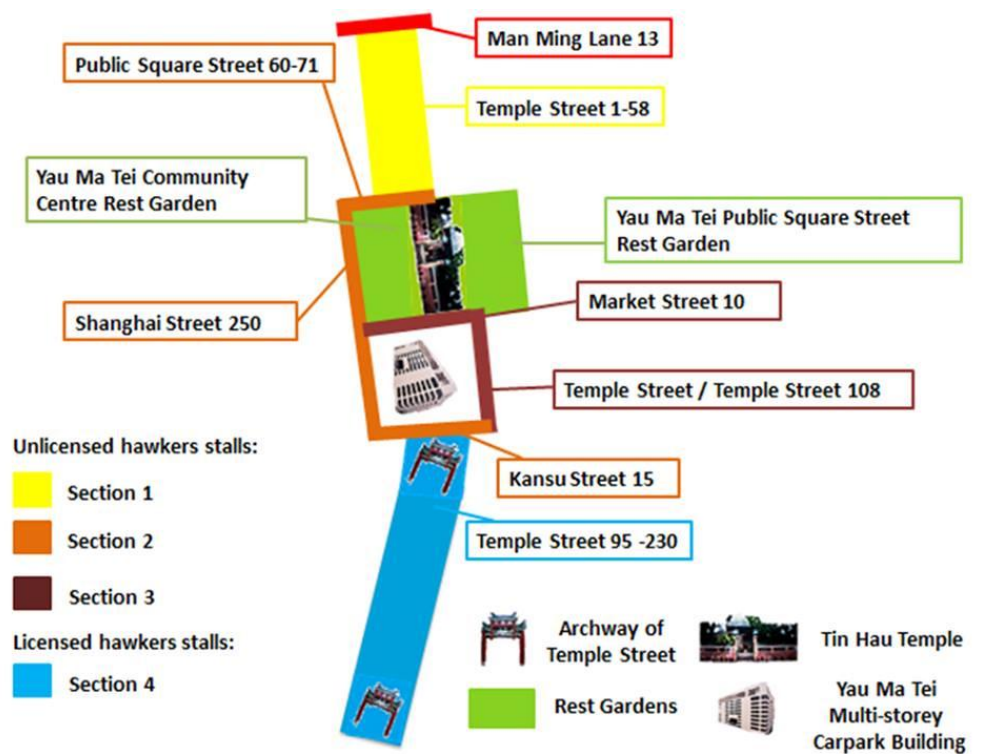 Man Ming Lane 13
Public Square Street 60-71
Temple Street 1-58
Yau Ma Tei Community
Centre Rest Garden
Yau Ma Tei Public Square Street
Rest Garden
Market Street 10
Shanghai Street 250
Temple Street / Temple Street 108
Unlicensed hawkers stalls:
Section 1
Section 2
Section 3
Licensed hawkers stalls:
Section 4
Kansu Street 15
Temple Street 95 -230
Archway of
Temple Street
Tin Hau Temple
Rest Gardens
Yau Ma Tei
Multi-storey
Carpark Building